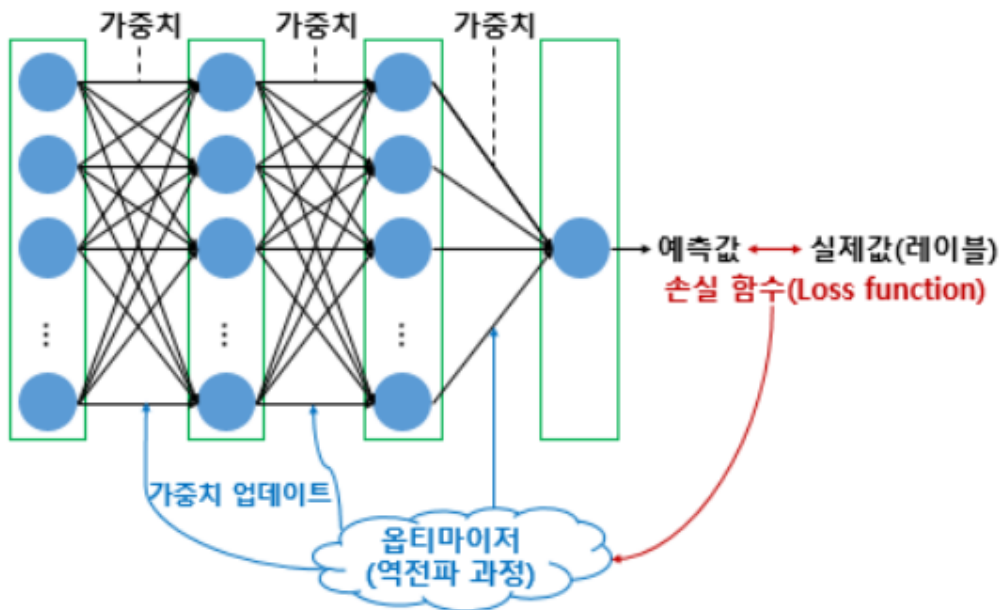 가중치
가중치
가중치
예측값
실제값(레이블)
손실 함수(Loss function)
...
...
...
가중치 업데이트
옵티마이저
(역전파 과정)